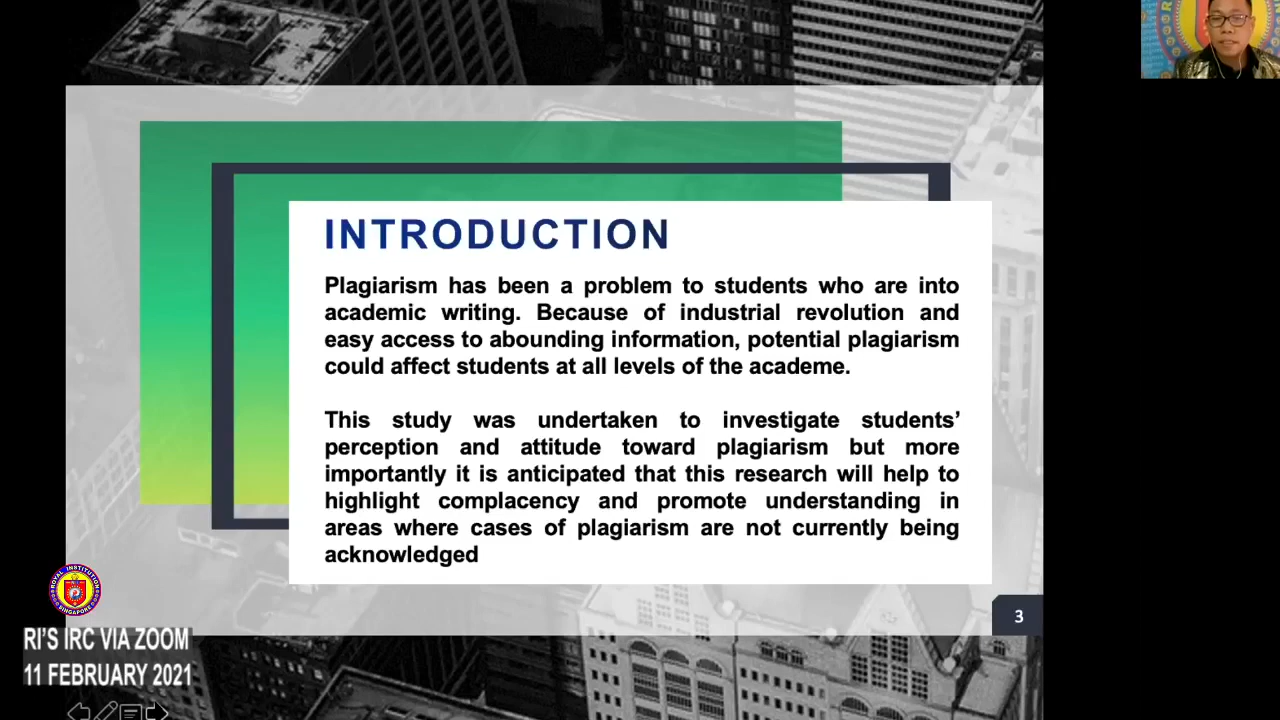 INTRODUCTION
Plagiarism has been a problem to students who are into
academic writing. Because of industrial revolution and
easy access to abounding information, potential plagiarism
could affect students at all levels of the academe.
This study was undertaken to investigate students’
perception and attitude toward plagiarism but more
importantly it is anticipated that this research will help to
highlight complacency and promote understanding in
areas where cases of plagiarism are not currently being
acknowledged
ROYAL INSTITUTION
SINGAPORE
3
RI'S IRC VIA ZOOM
11 FEBRUARY 2021